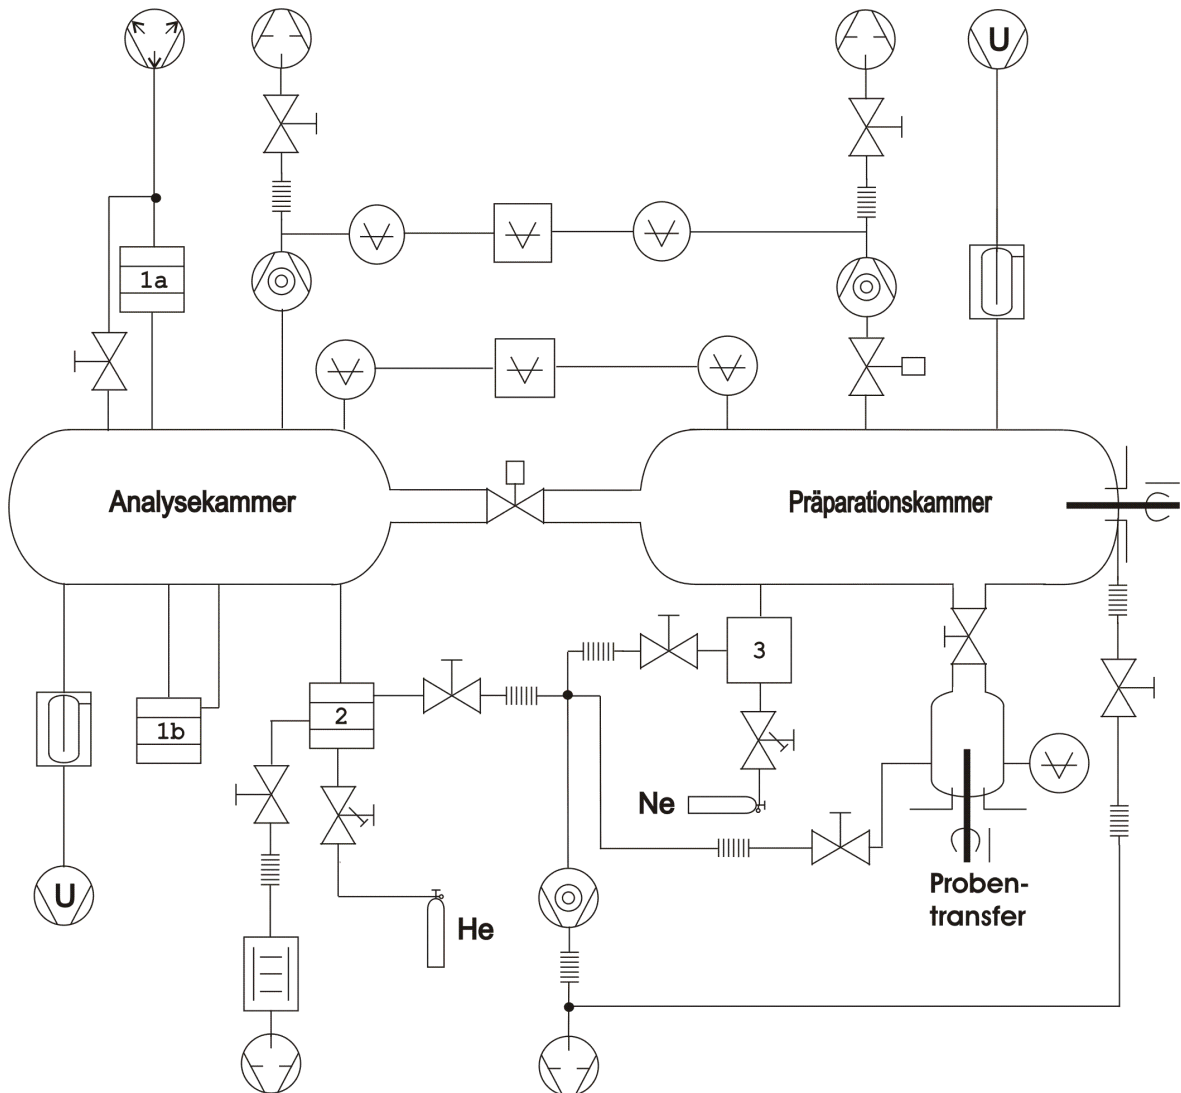 U
1a
Analysekammer
Präparationskammer
3
2
1b
Ne
Proben-
transfer
U
He